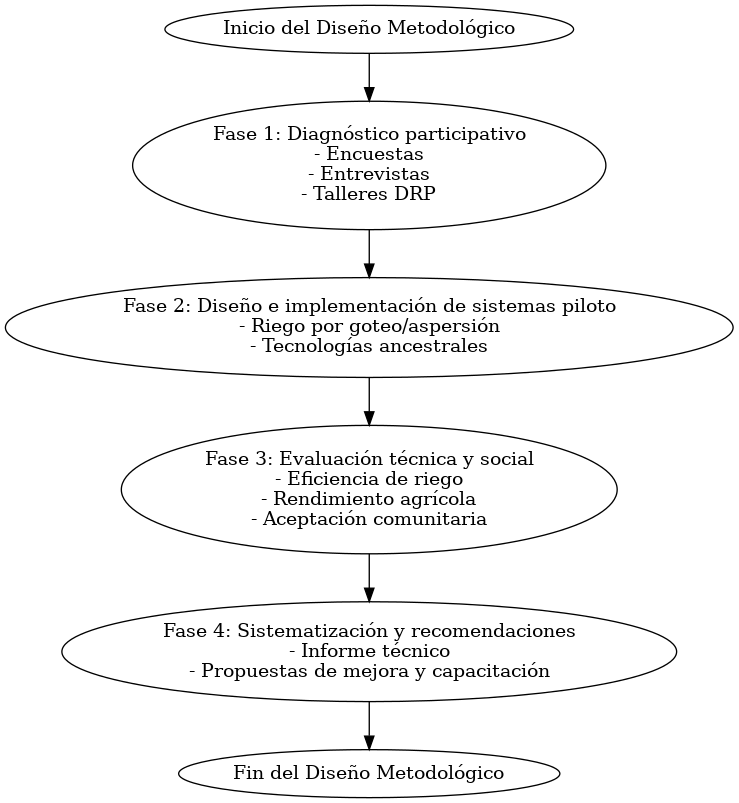 Inicio del Diseño Metodológico
Fase 1: Diagnóstico participativo
- Encuestas
- Entrevistas
- Talleres DRP
Fase 2: Diseño e implementación de sistemas piloto
- Riego por goteo/aspersión
- Tecnologías ancestrales
Fase 3: Evaluación técnica y social
- Eficiencia de riego
- Rendimiento agrícola
- Aceptación comunitaria
Fase 4: Sistematización y recomendaciones
- Informe técnico
- Propuestas de mejora y capacitación
Fin del Diseño Metodológico